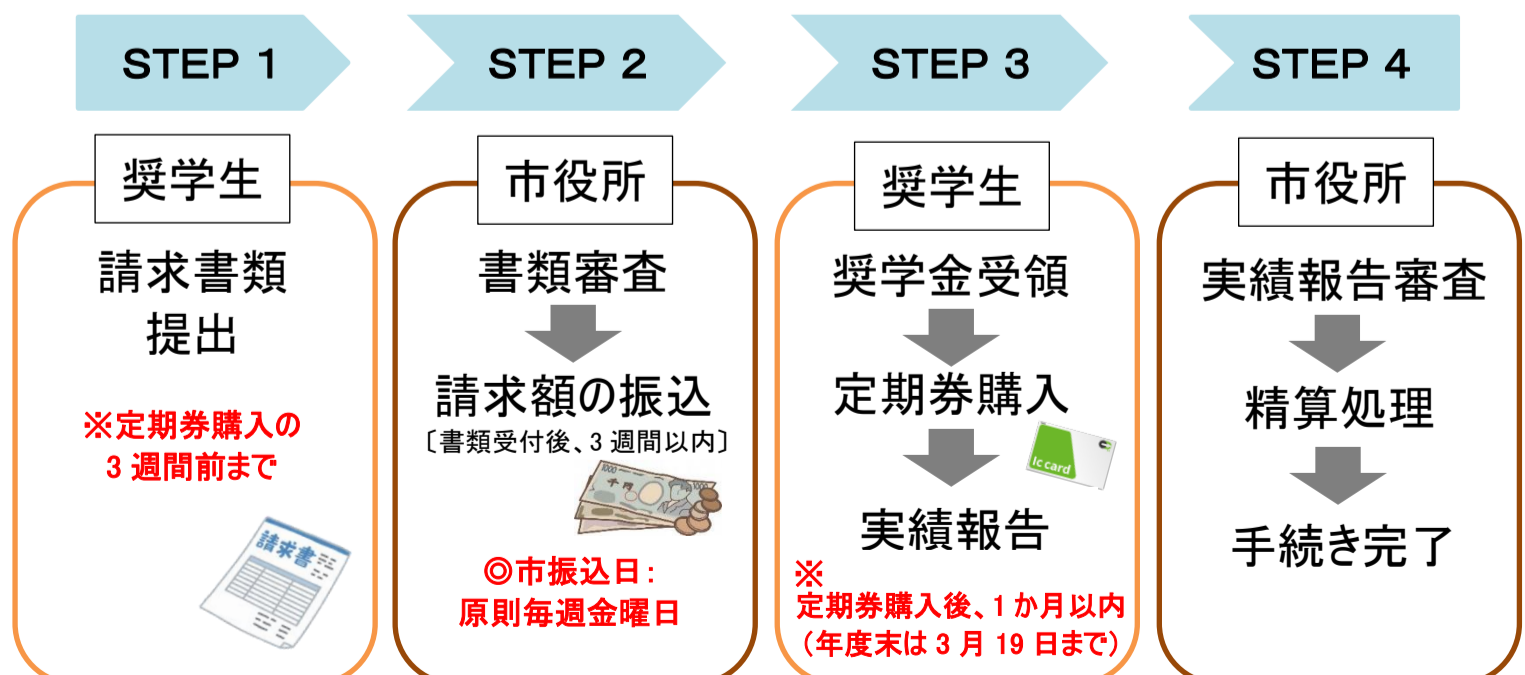 STEP 1
奨学生
請求書類
提出
※定期券購入の
3 週間前まで
請求書
STEP 2
市役所
書類審査
請求額の振込
〔書類受付後、3 週間以内〕
1000
千円
1000
◎市振込日：
原則毎週金曜日
STEP 3
奨学生
奨学金受領
定期券購入
Ic card
実績報告
※
定期券購入後、1 か月以内
（年度末は 3 月 19 日まで）
STEP 4
市役所
実績報告審査
精算処理
手続き完了